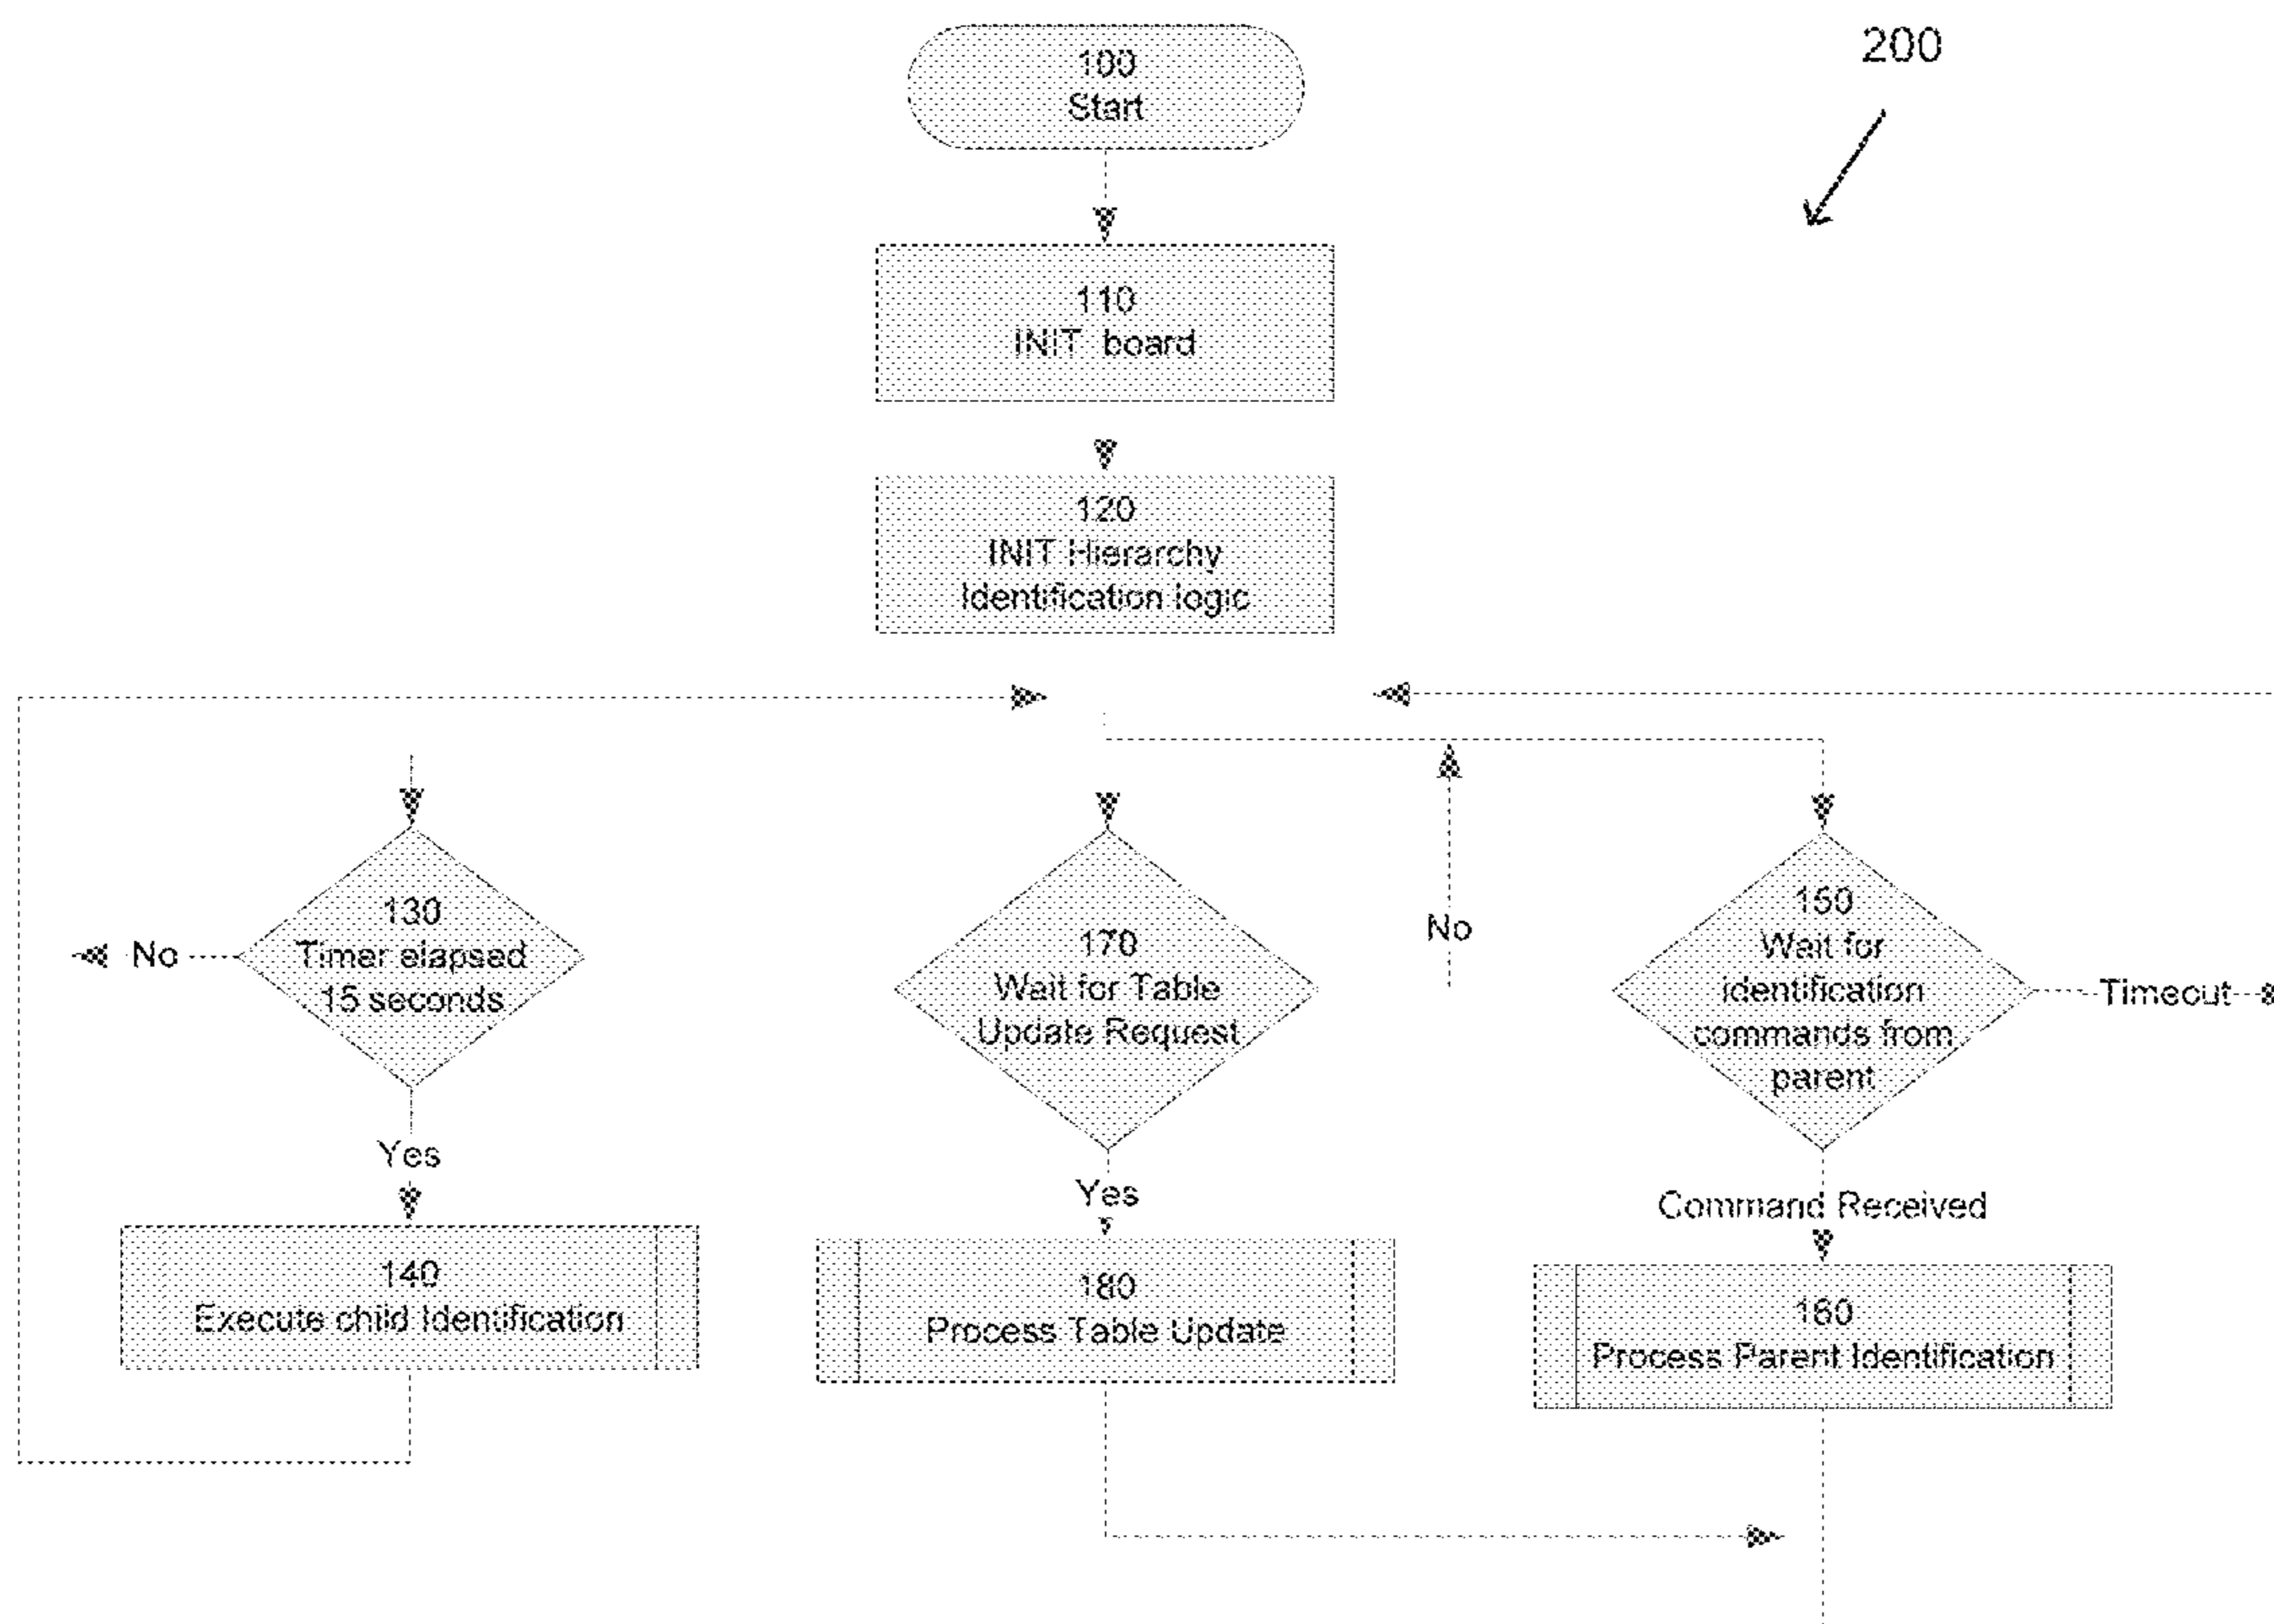 200
100
Start
110
INIT board
120
INIT Hierarchy
Identification logic
130
Timer elapsed
15 seconds
No
Yes
140
Execute child Identification
170
Wait for Table
Update Request
No
Yes
180
Process Table Update
150
Wait for
identification
commands from
parent
Timeout
Command Received
160
Process Parent Identification